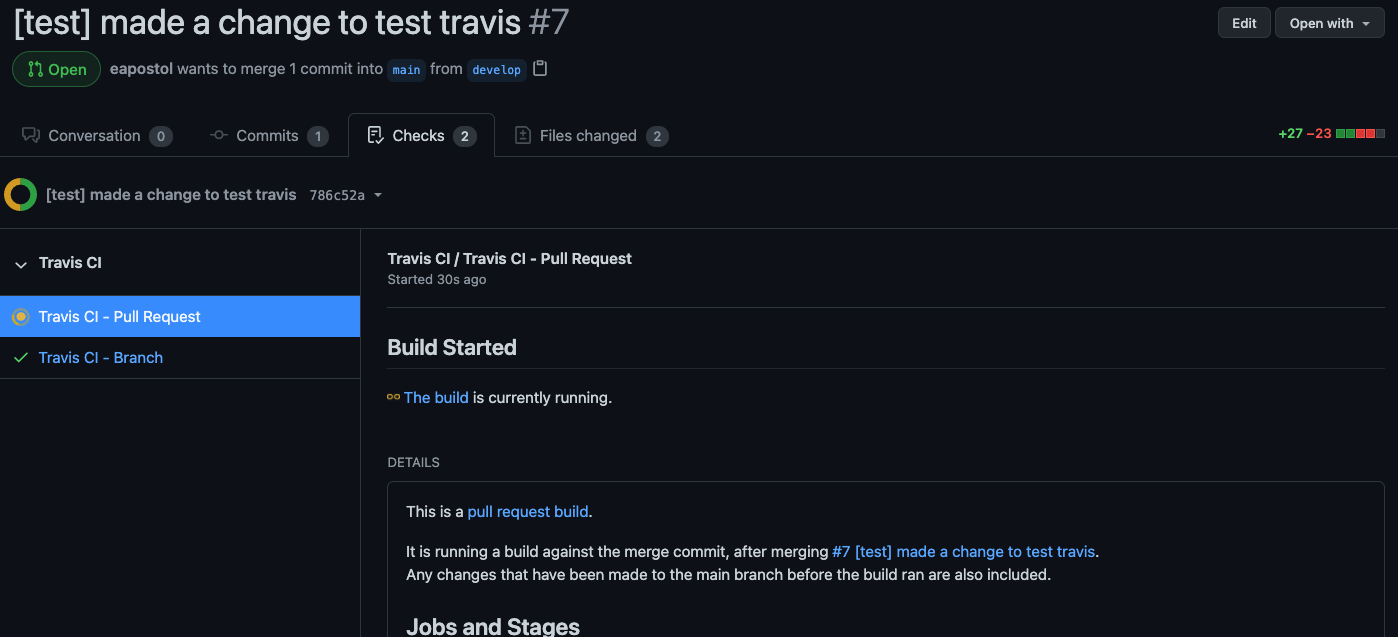 [test] made a change to test travis #7
Edit
Open with
Open
eapostol wants to merge 1 commit into main from develop
Conversation 0
Commits 1
Checks 2
Files changed 2
+27 −23
[test] made a change to test travis 786c52a
Travis CI
Travis CI - Pull Request
Travis CI - Branch
Travis CI / Travis CI - Pull Request
Started 30s ago
Build Started
The build is currently running.
DETAILS
This is a pull request build.
It is running a build against the merge commit, after merging #7 [test] made a change to test travis.
Any changes that have been made to the main branch before the build ran are also included.
Jobs and Stages